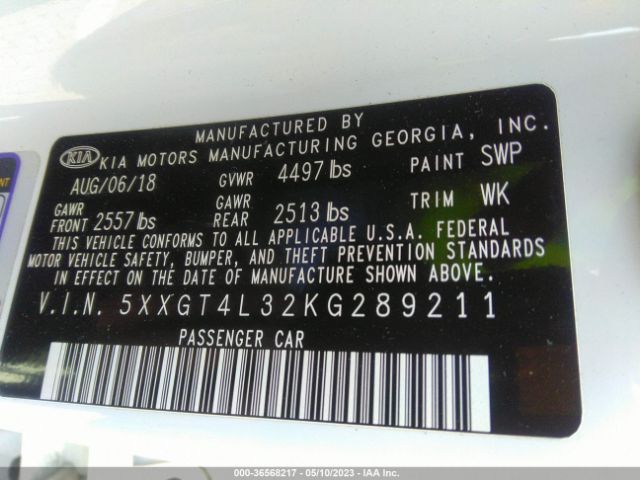 MANUFACTURED BY
KIA KIA MOTORS MANUFACTURING GEORGIA, INC.
AUG/06/18 GVWR 4497 lbs PAINT SWP
GAWR FRONT 2557 lbs GAWR REAR 2513 lbs TRIM WK
THIS VEHICLE CONFORMS TO ALL APPLICABLE U.S.A. FEDERAL
MOTOR VEHICLE SAFETY, BUMPER, AND THEFT PREVENTION STANDARDS
IN EFFECT ON THE DATE OF MANUFACTURE SHOWN ABOVE.
V.I.N. 5XXGT4L32KG289211
PASSENGER CAR
000-36568217 - 05/10/2023 - IAA Inc.